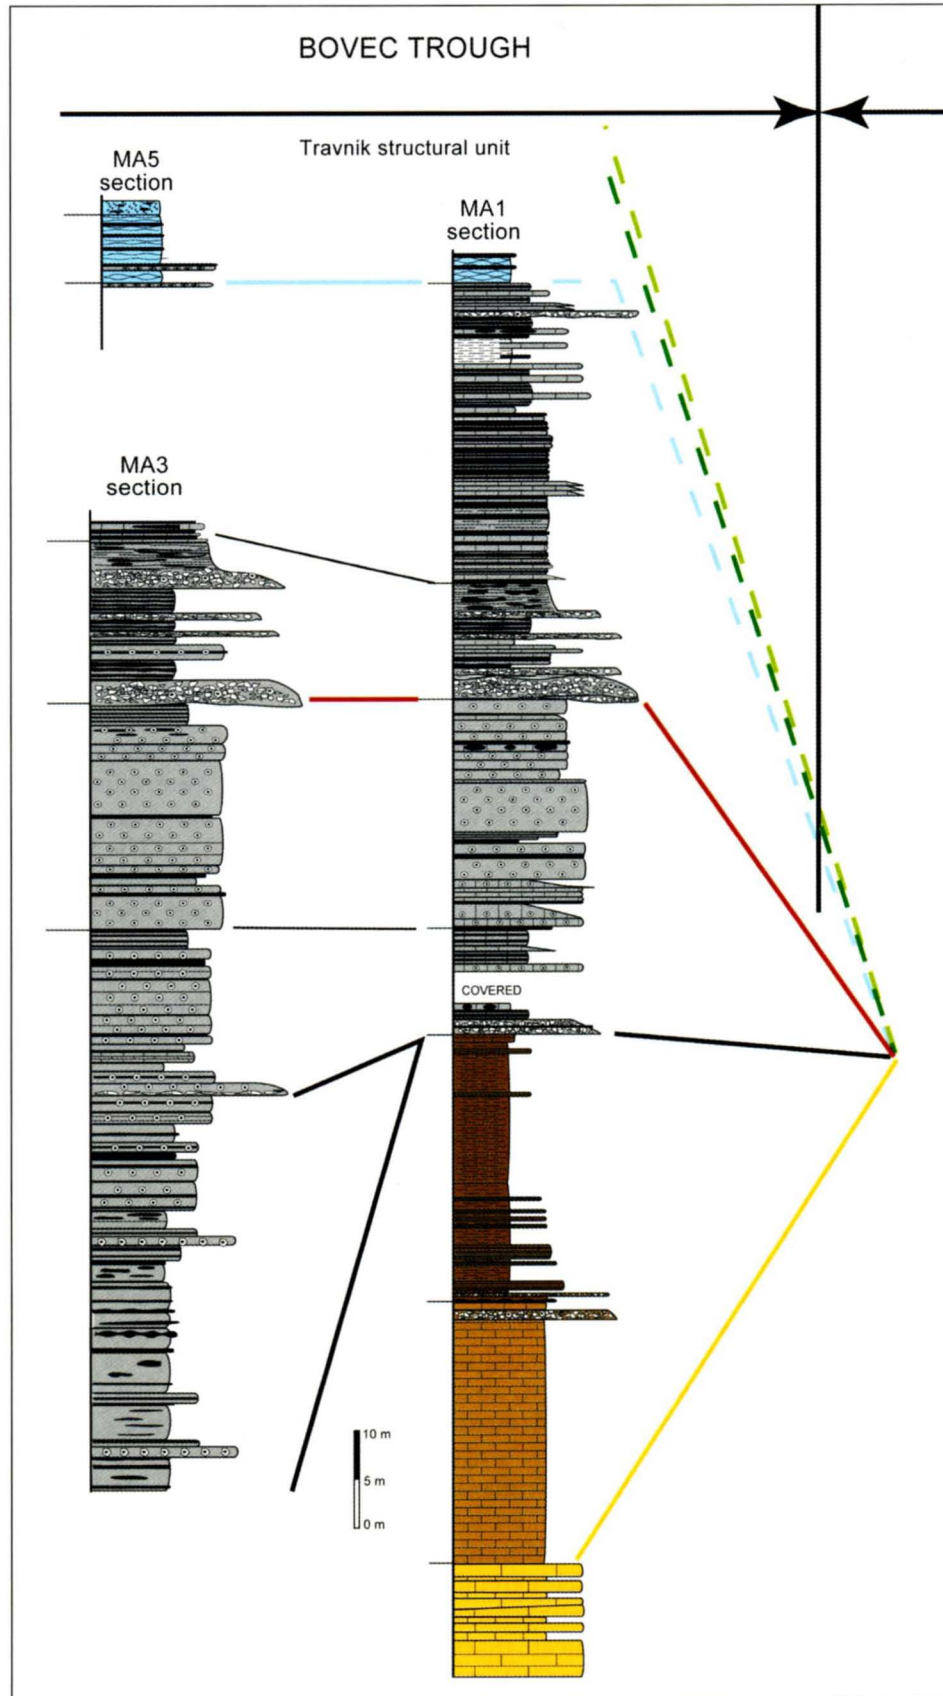 BOVEC TROUGH
Travnik structural unit
MA5
section
MA1
section
MA3
section
COVERED
10 m
5 m
0 m